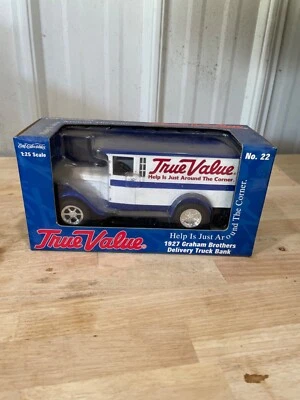 1:25 Scale
No. 22
True Value®
Help Is Just Around The Corner.
True Value®
Help Is Just Around The Corner.
1927 Graham Brothers
Delivery Truck Bank